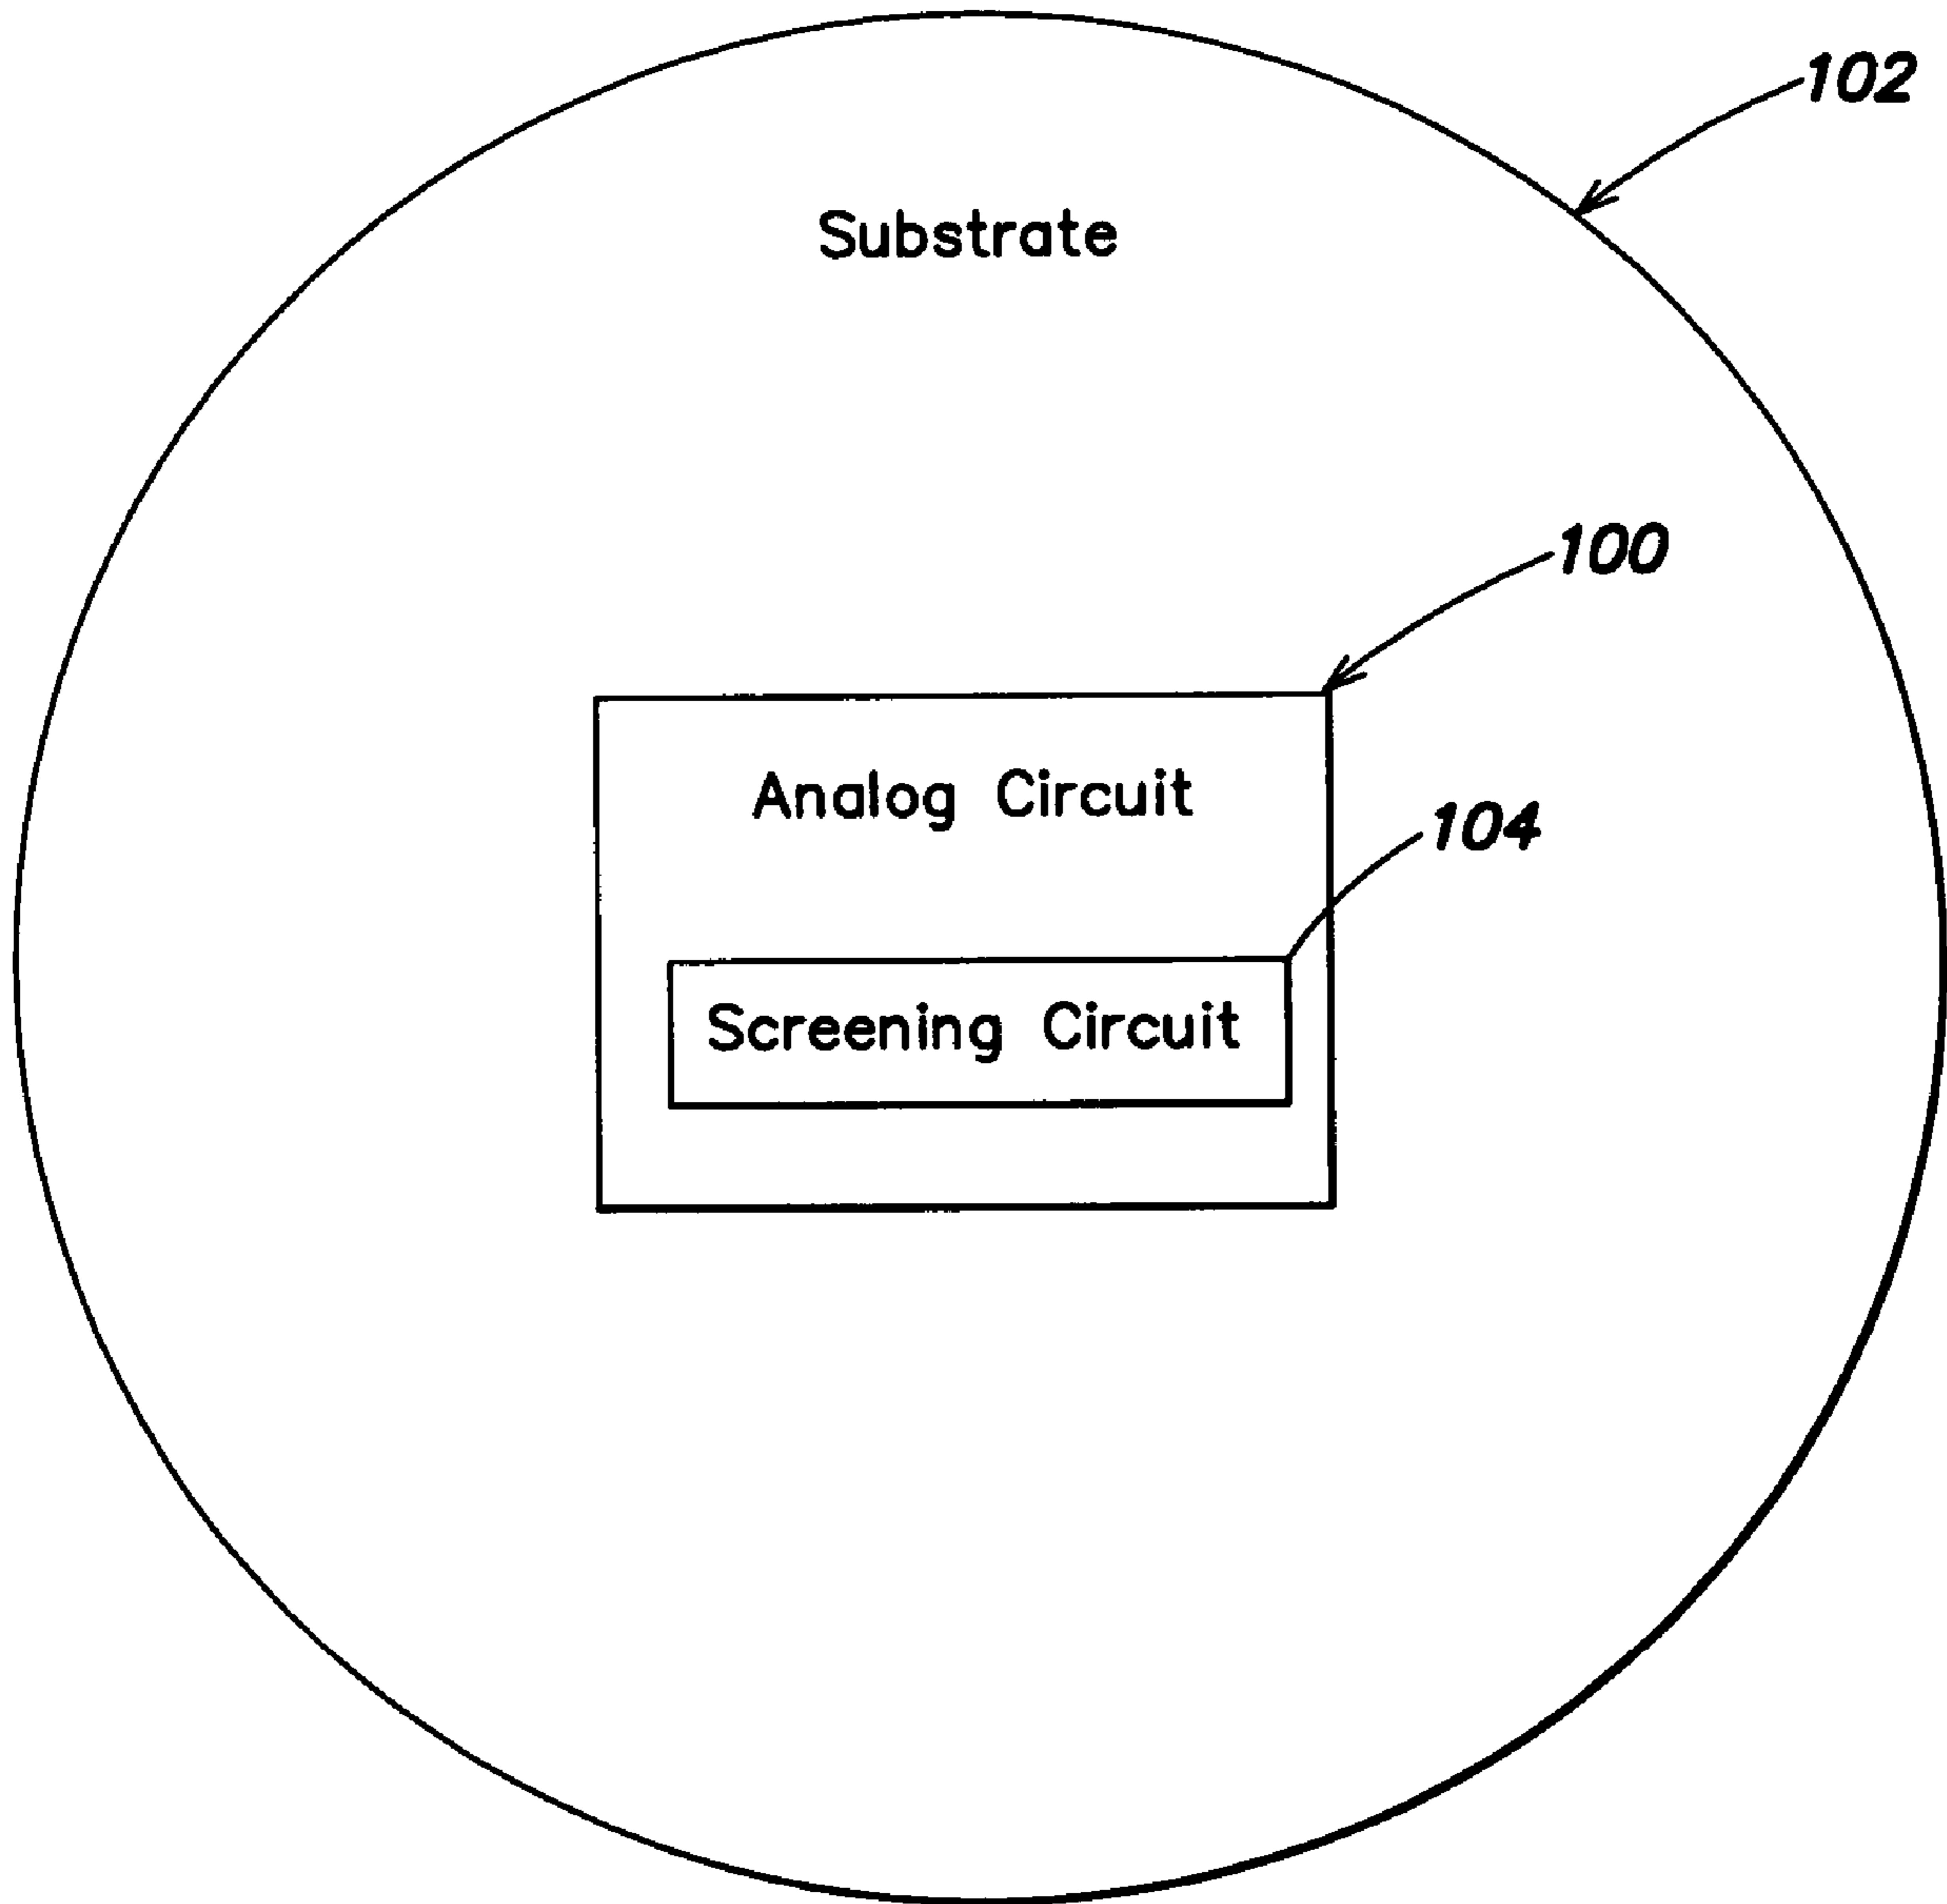 102
Substrate
100
Analog Circuit
104
Screening Circuit